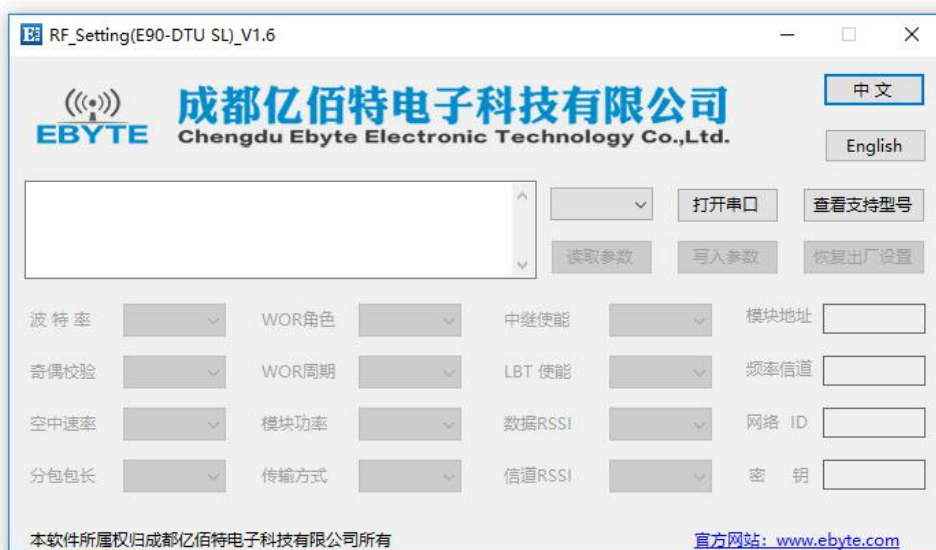 RF_Setting(E90-DTU SL)_V1.6
EBYTE
成都亿佰特电子科技有限公司
Chengdu Ebyte Electronic Technology Co.,Ltd.
中文
English
打开串口
查看支持型号
读取参数
写入参数
恢复出厂设置
波特率 WOR角色 中继使能 模块地址
奇偶校验 WOR周期 LBT 使能 频率信道
空中速率 模块功率 数据RSSI 网络 ID
分包包长 传输方式 信道RSSI 密 钥
本软件所属权归成都亿佰特电子科技有限公司所有 官方网站：www.ebyte.com